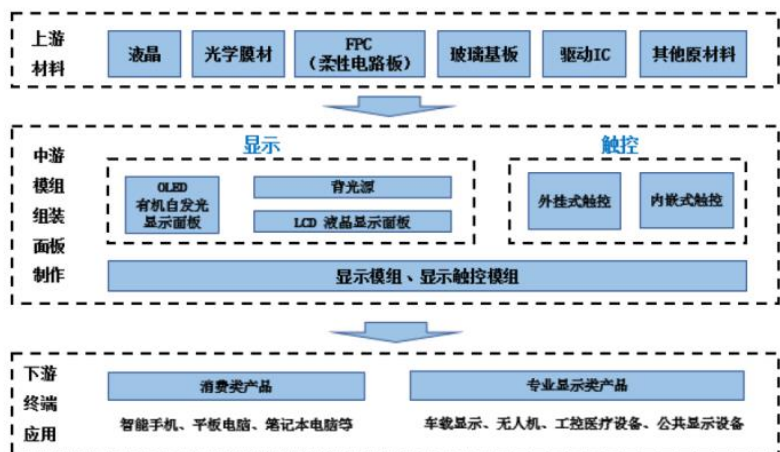 上游
材料
液晶
光学膜材
FPC
（柔性电路板）
玻璃基板
驱动IC
其他原材料
中游
模组
组装
面板
制作
显示
OLED
有机自发光
显示面板
背光源
LCD 液晶显示面板
触控
外挂式触控
内嵌式触控
显示模组、显示触控模组
下游
终端
应用
消费类产品
智能手机、平板电脑、笔记本电脑等
专业显示类产品
车载显示、无人机、工控医疗设备、公共显示设备